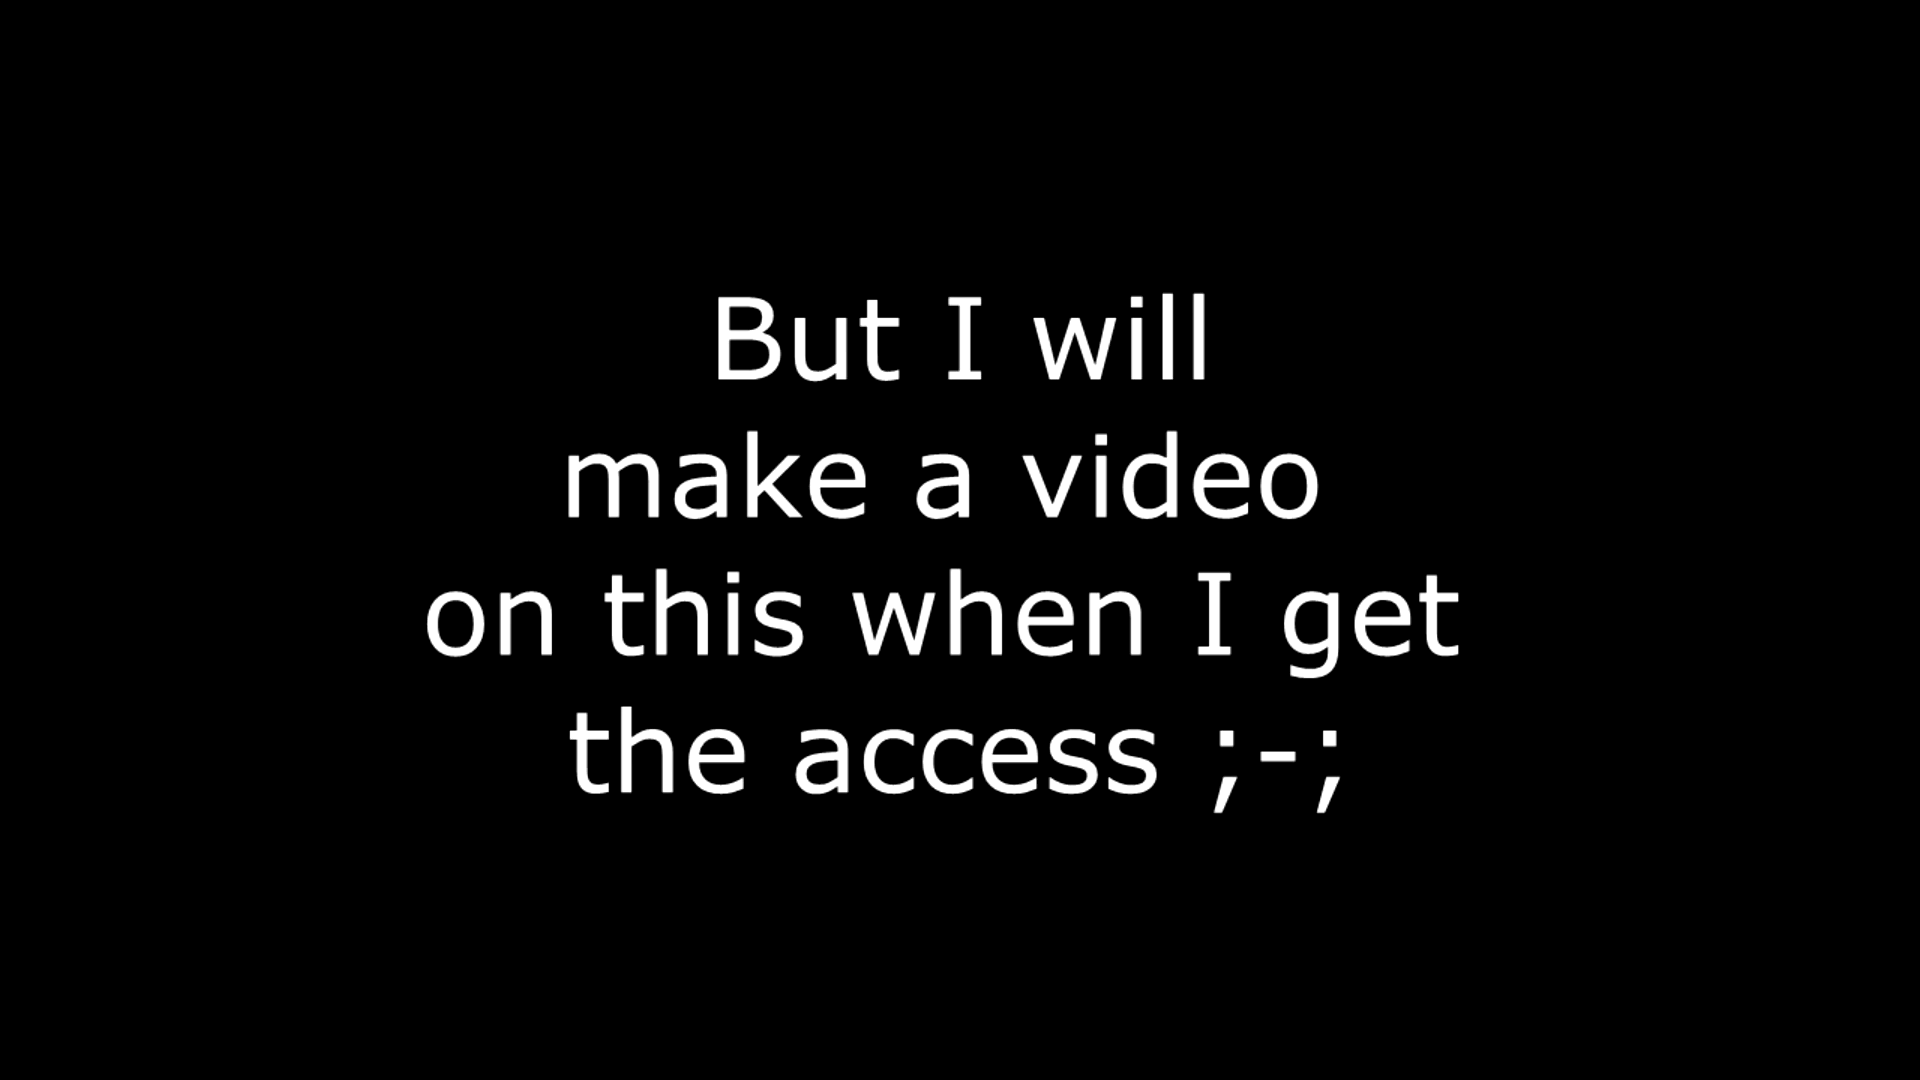 But I will
make a video
on this when I get
the access ;-;